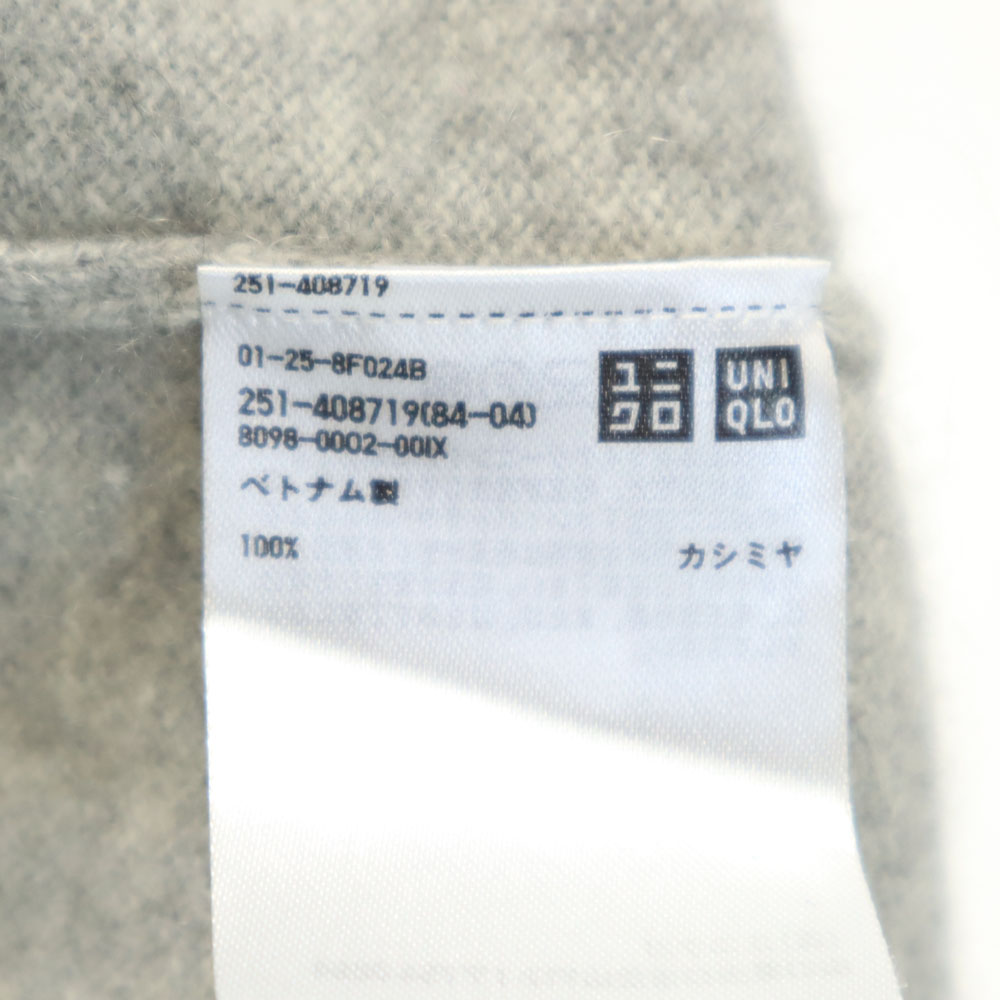 251-408719
01-25-8F024B
251-408719(84-04)
8098-0002-00IX
ベトナム製
100% カシミヤ
ユニ
クロ
UNI
QLO